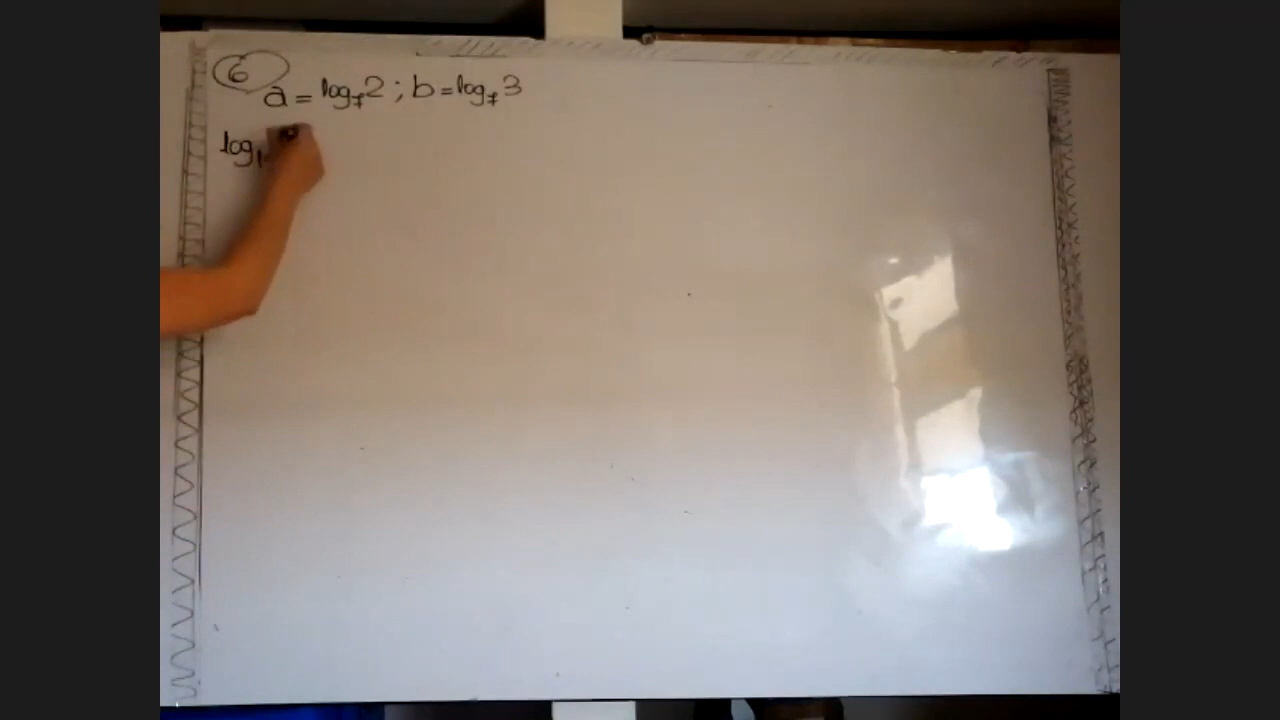 6
a = log₇2 ; b = log₇3
log